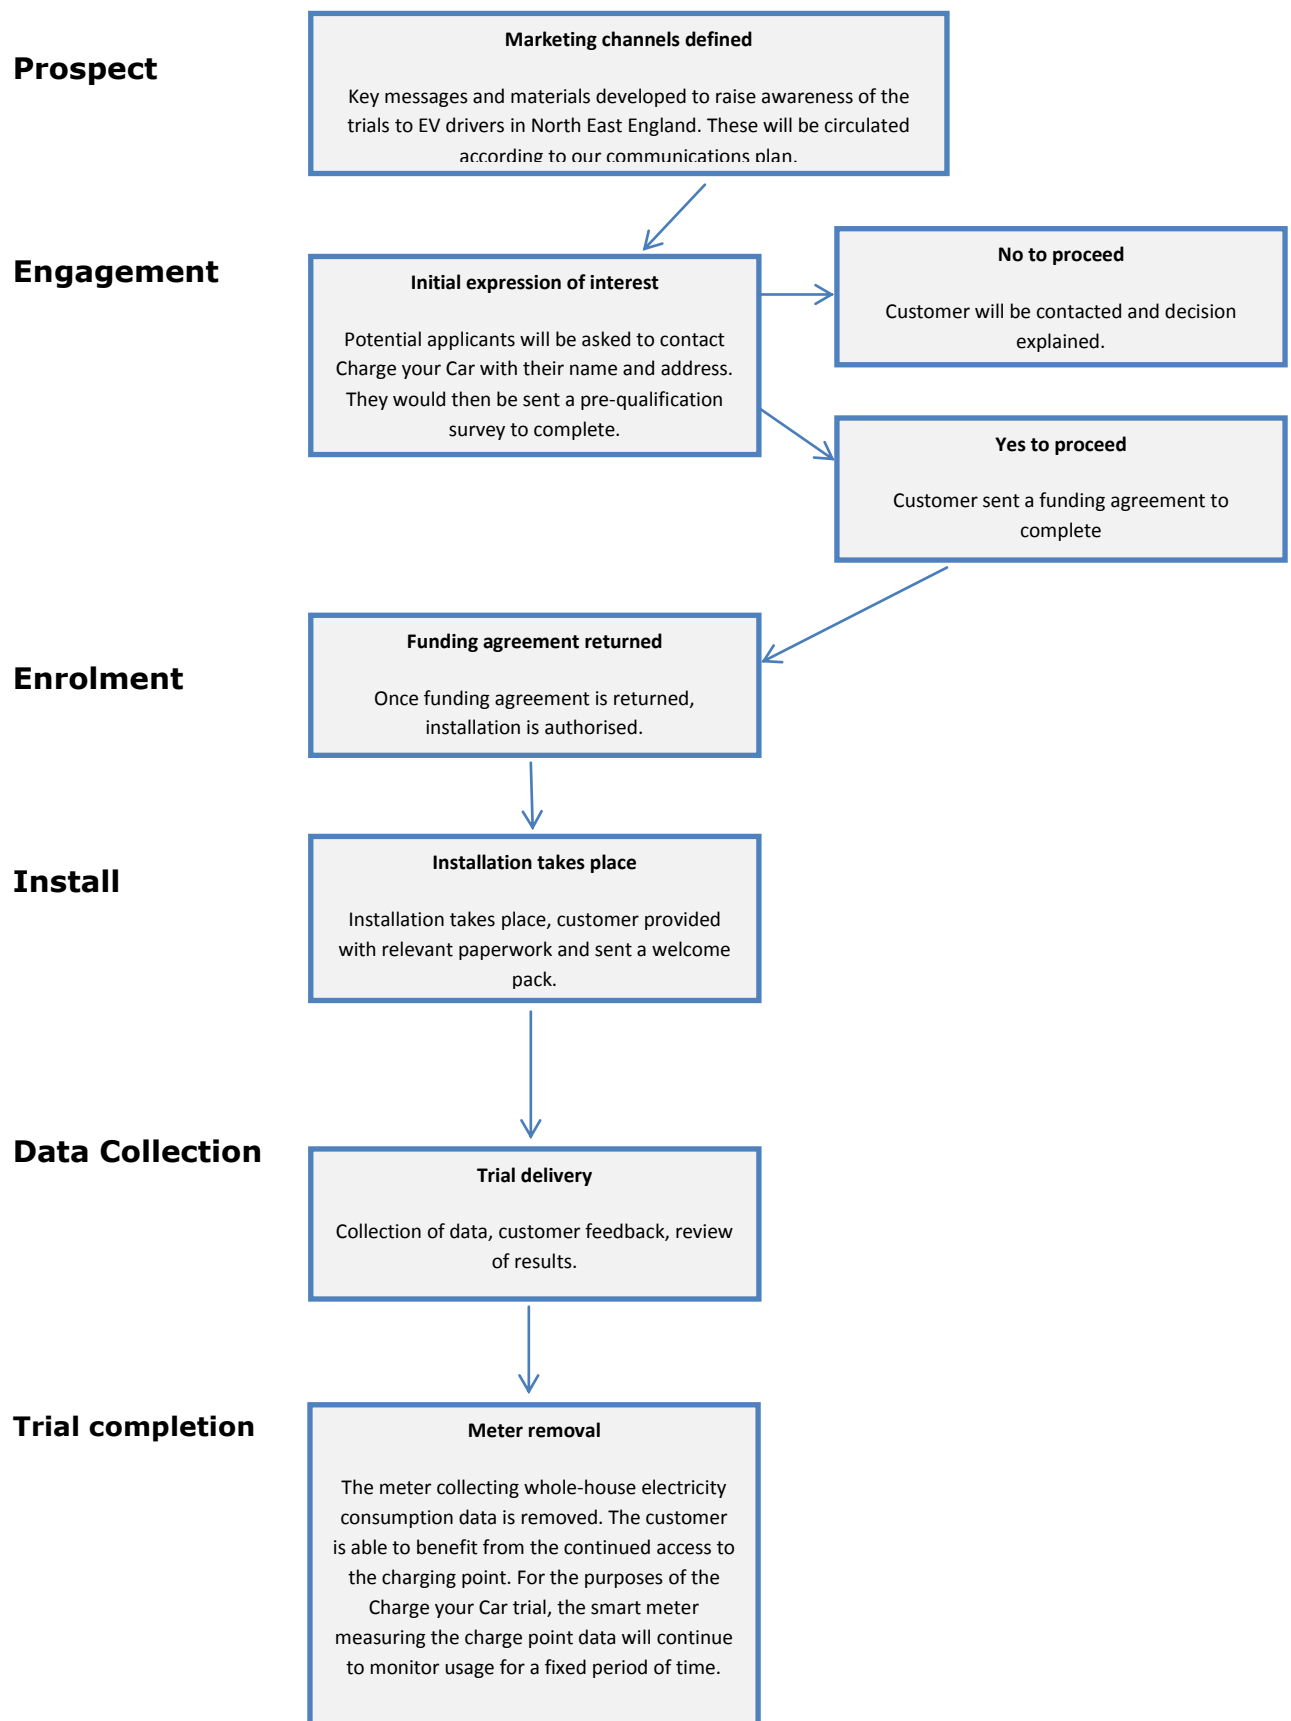 Prospect
Marketing channels defined
Key messages and materials developed to raise awareness of the
trials to EV drivers in North East England. These will be circulated
according to our communications plan.
Engagement
Initial expression of interest
Potential applicants will be asked to contact
Charge your Car with their name and address.
They would then be sent a pre-qualification
survey to complete.
No to proceed
Customer will be contacted and decision
explained.
Yes to proceed
Customer sent a funding agreement to
complete
Enrolment
Funding agreement returned
Once funding agreement is returned,
installation is authorised.
Install
Installation takes place
Installation takes place, customer provided
with relevant paperwork and sent a welcome
pack.
Data Collection
Trial delivery
Collection of data, customer feedback, review
of results.
Trial completion
Meter removal
The meter collecting whole-house electricity
consumption data is removed. The customer
is able to benefit from the continued access to
the charging point. For the purposes of the
Charge your Car trial, the smart meter
measuring the charge point data will continue
to monitor usage for a fixed period of time.